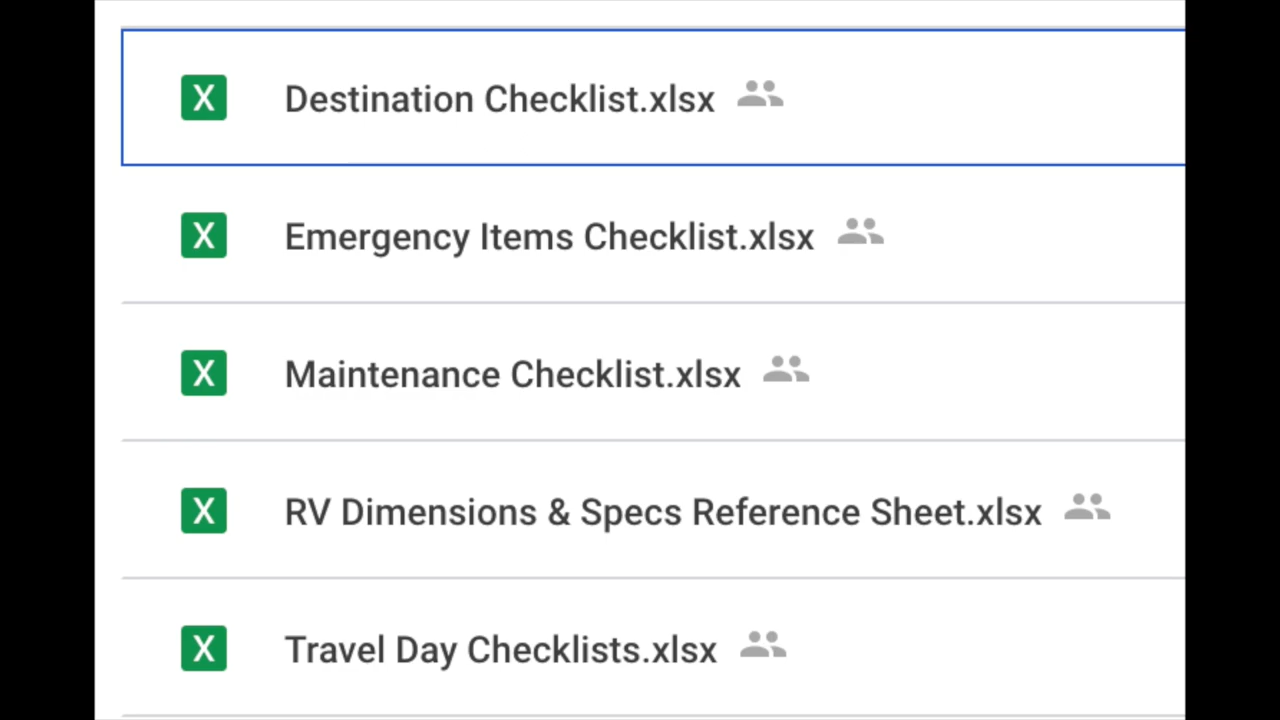 X Destination Checklist.xlsx
X Emergency Items Checklist.xlsx
X Maintenance Checklist.xlsx
X RV Dimensions & Specs Reference Sheet.xlsx
X Travel Day Checklists.xlsx